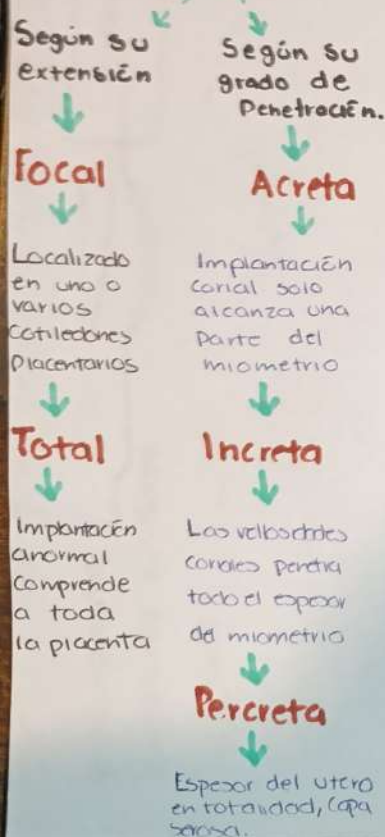 Según su
extensión
Focal
Localizado
en uno o
varios
Cotiledones
Placentarios
Total
Implantación
anormal
comprende
a toda
la placenta
Según su
grado de
Penetración.
Acreta
Implantación
corial solo
alcanza una
parte del
miometrio
Increta
Las
coriales penetra
todo el espesor
del miometrio
Percreta
Espesor del utero
en totalidad, Capa
serosa.